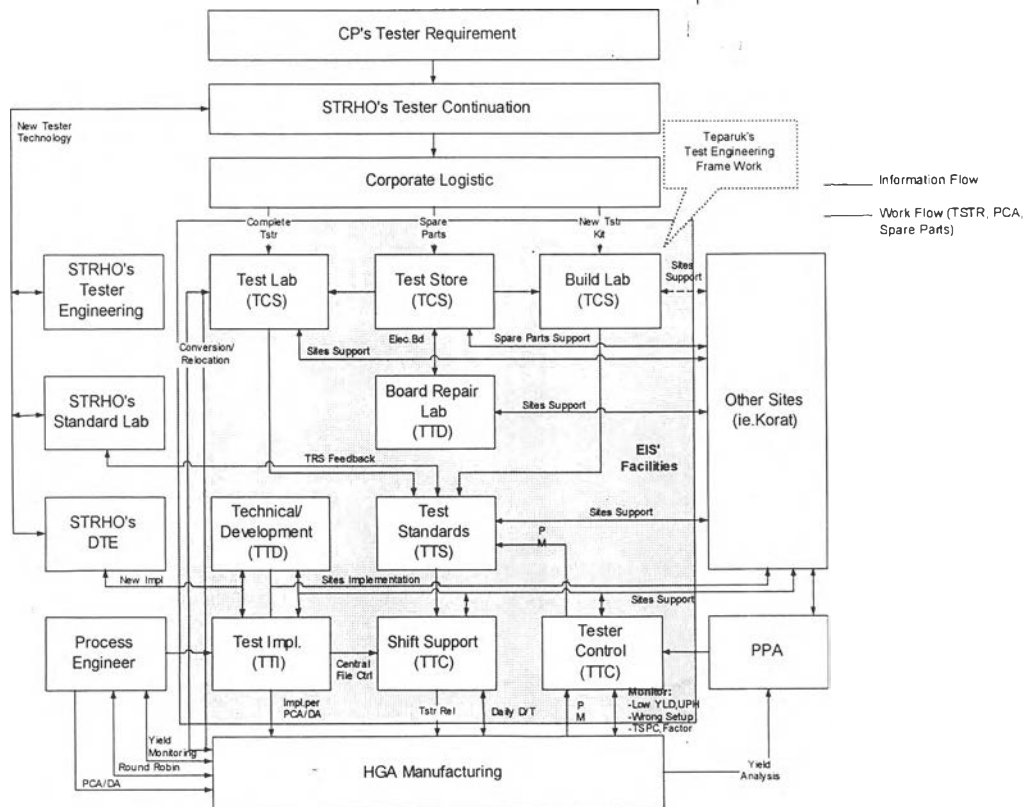 CP's Tester Requirement
STRHO's Tester Continuation
New Tester
Technology
Teparuk's
Test Engineering
Frame Work
Corporate Logistic
Information Flow
Work Flow (TSTR, PCA,
Spare Parts)
Complete
Tstr
Spare
Parts
New Tstr
Kit
STRHO's
Tester
Engineering
Test Lab
(TCS)
Test Store
(TCS)
Build Lab
(TCS)
Sites
Support
Conversion/
Relocation
Sites Support
Elec.Bd
Spare Parts Support
STRHO's
Standard Lab
Board Repair
Lab
(TTD)
Sites Support
Other Sites
(ie.Korat)
EIS'
Facilities
TRS Feedback
STRHO's
DTE
Technical/
Development
(TTD)
Test
Standards
(TTS)
Sites Support
P
M
New Impl
Sites Implementation
Sites Support
Process
Engineer
Test Impl.
(TTI)
Central
File Ctrl
Shift Support
(TTC)
Tester
Control
(TTC)
PPA
Impl.per
PCA/DA
Tstr Rel
Daily D/T
P
M
Monitor:
-Low YLD,UPH
-Wrong Setup
-TSPC,Factor
Yield
Monitoring
Round Robin
PCA/DA
HGA Manufacturing
Yield
Analysis